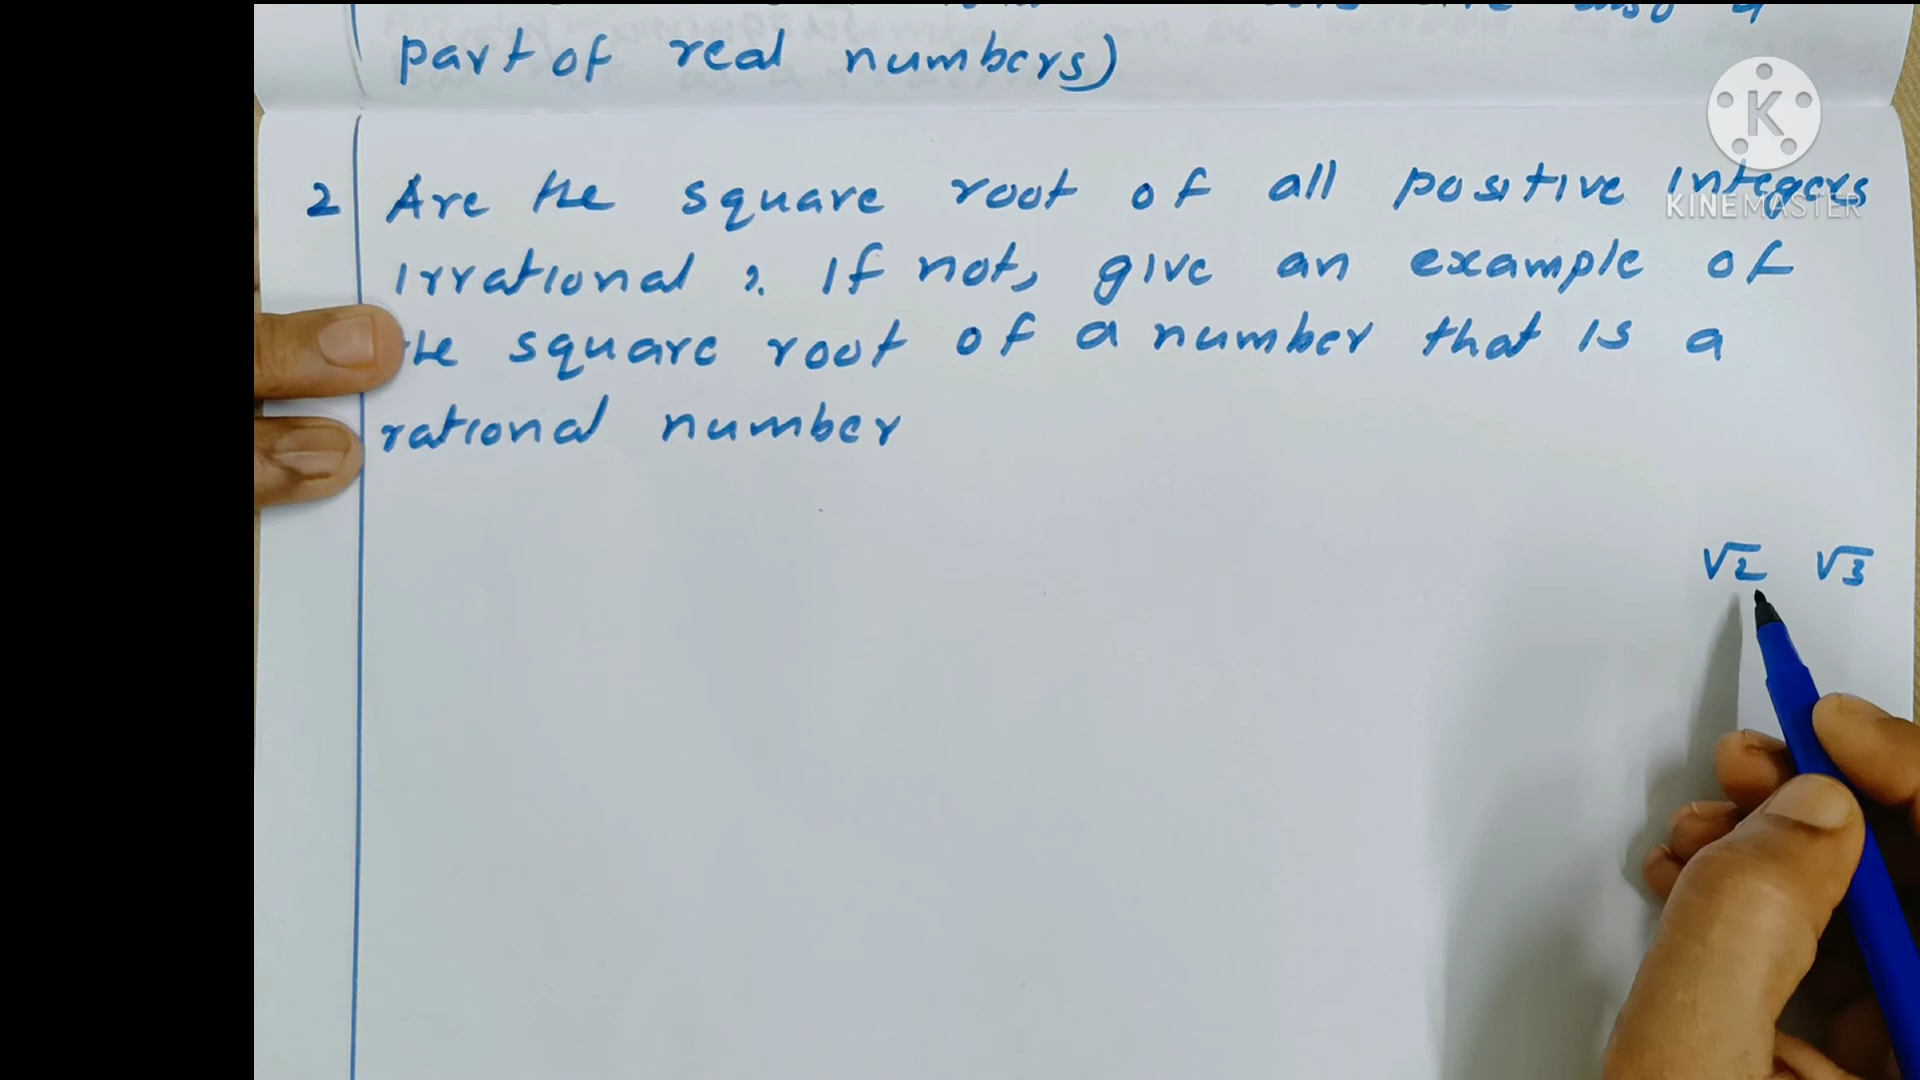 part of real numbers)
K
KINEMASTER
2 Are the square root of all positive integers
irrational ?. If not, give an example of
the square root of a number that is a
rational number
√2 √3